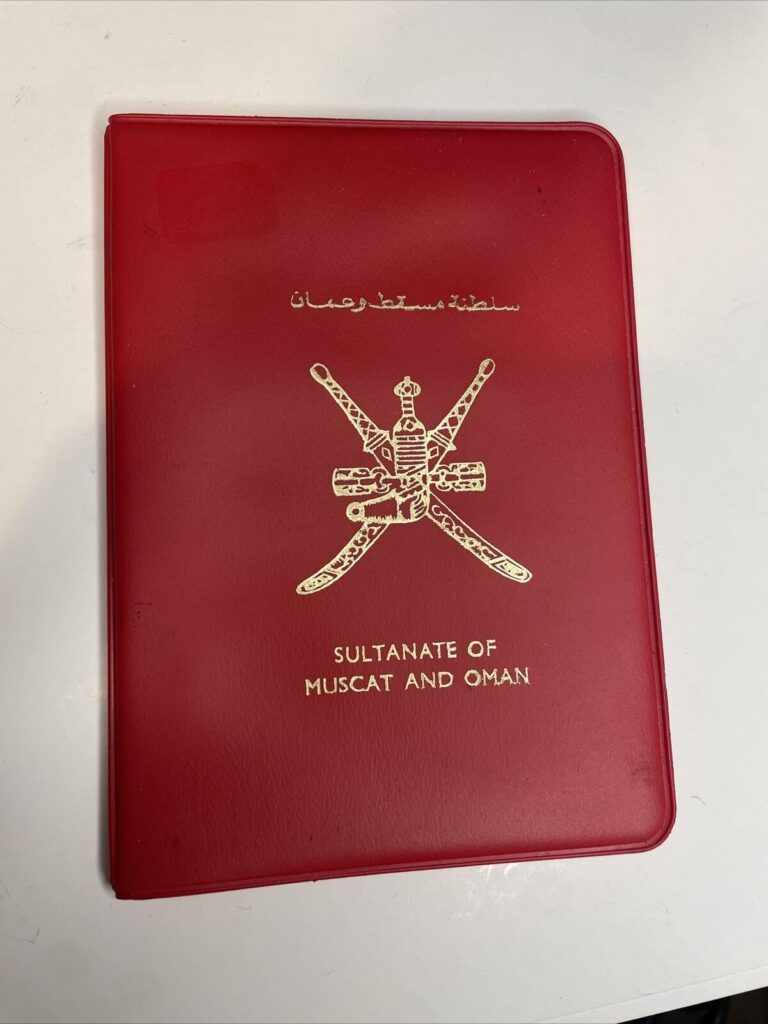 سلطنة مسقط وعمان
SULTANATE OF
MUSCAT AND OMAN